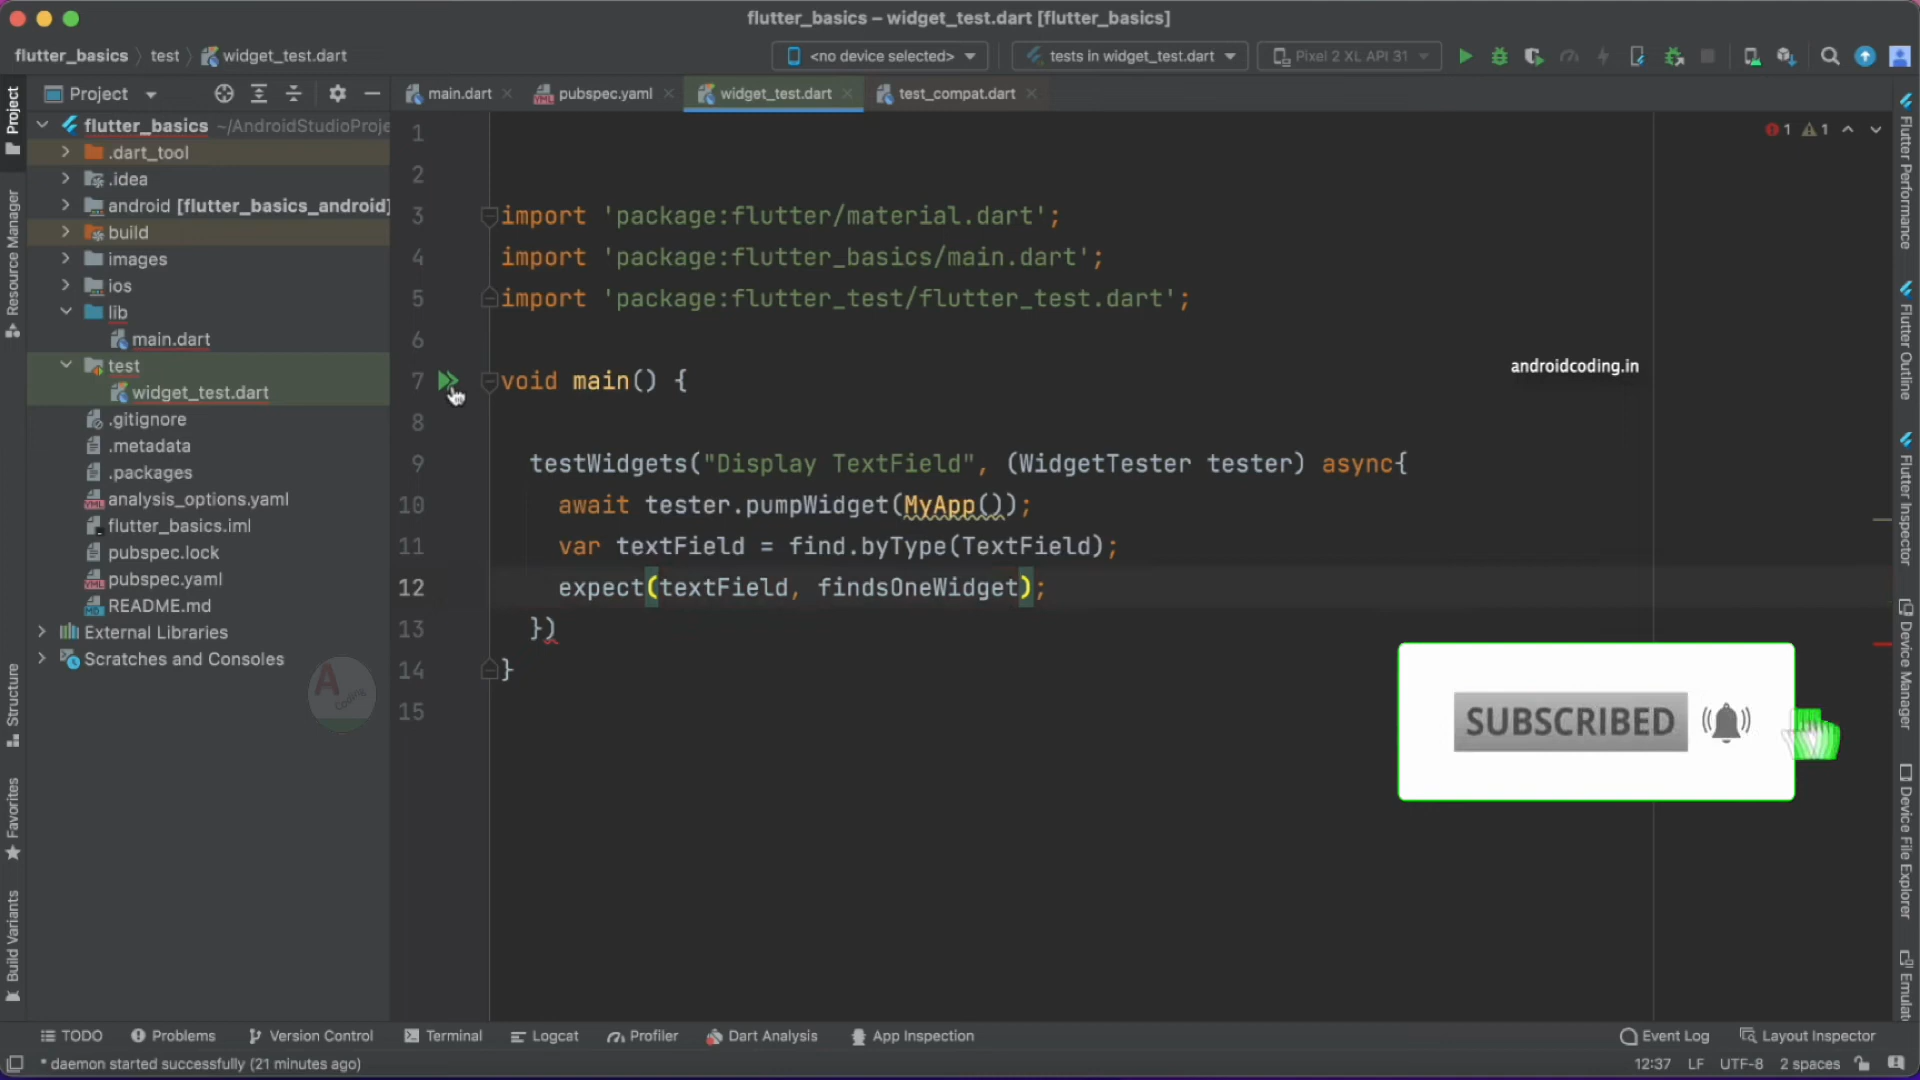 flutter_basics – widget_test.dart [flutter_basics]
flutter_basics test widget_test.dart
<no device selected> tests in widget_test.dart Pixel 2 XL API 31
Project
main.dart pubspec.yaml widget_test.dart test_compat.dart
Project
Resource Manager
Structure
Favorites
Build Variants
flutter_basics ~/AndroidStudioProje
.dart_tool
.idea
android [flutter_basics_android]
build
images
ios
lib
main.dart
test
widget_test.dart
.gitignore
.metadata
.packages
analysis_options.yaml
flutter_basics.iml
pubspec.lock
pubspec.yaml
README.md
External Libraries
Scratches and Consoles
A
Coding
1
2
3 import 'package:flutter/material.dart';
4 import 'package:flutter_basics/main.dart';
5 import 'package:flutter_test/flutter_test.dart';
6
7 void main() {
8
9 testWidgets("Display TextField", (WidgetTester tester) async{
10 await tester.pumpWidget(MyApp());
11 var textField = find.byType(TextField);
12 expect(textField, findsOneWidget);
13 })
14 }
15
1 1
androidcoding.in
SUBSCRIBED
Flutter Performance
Flutter Outline
Flutter Inspector
Device Manager
Device File Explorer
Emulat
TODO Problems Version Control Terminal Logcat Profiler Dart Analysis App Inspection Event Log Layout Inspector
* daemon started successfully (21 minutes ago) 12:37 LF UTF-8 2 spaces